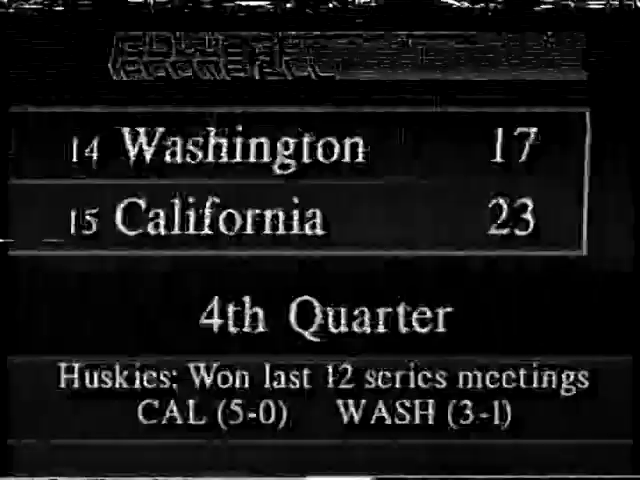 14 Washington 17
15 California 23
4th Quarter
Huskies: Won last 12 series meetings
CAL (5-0) WASH (3-1)